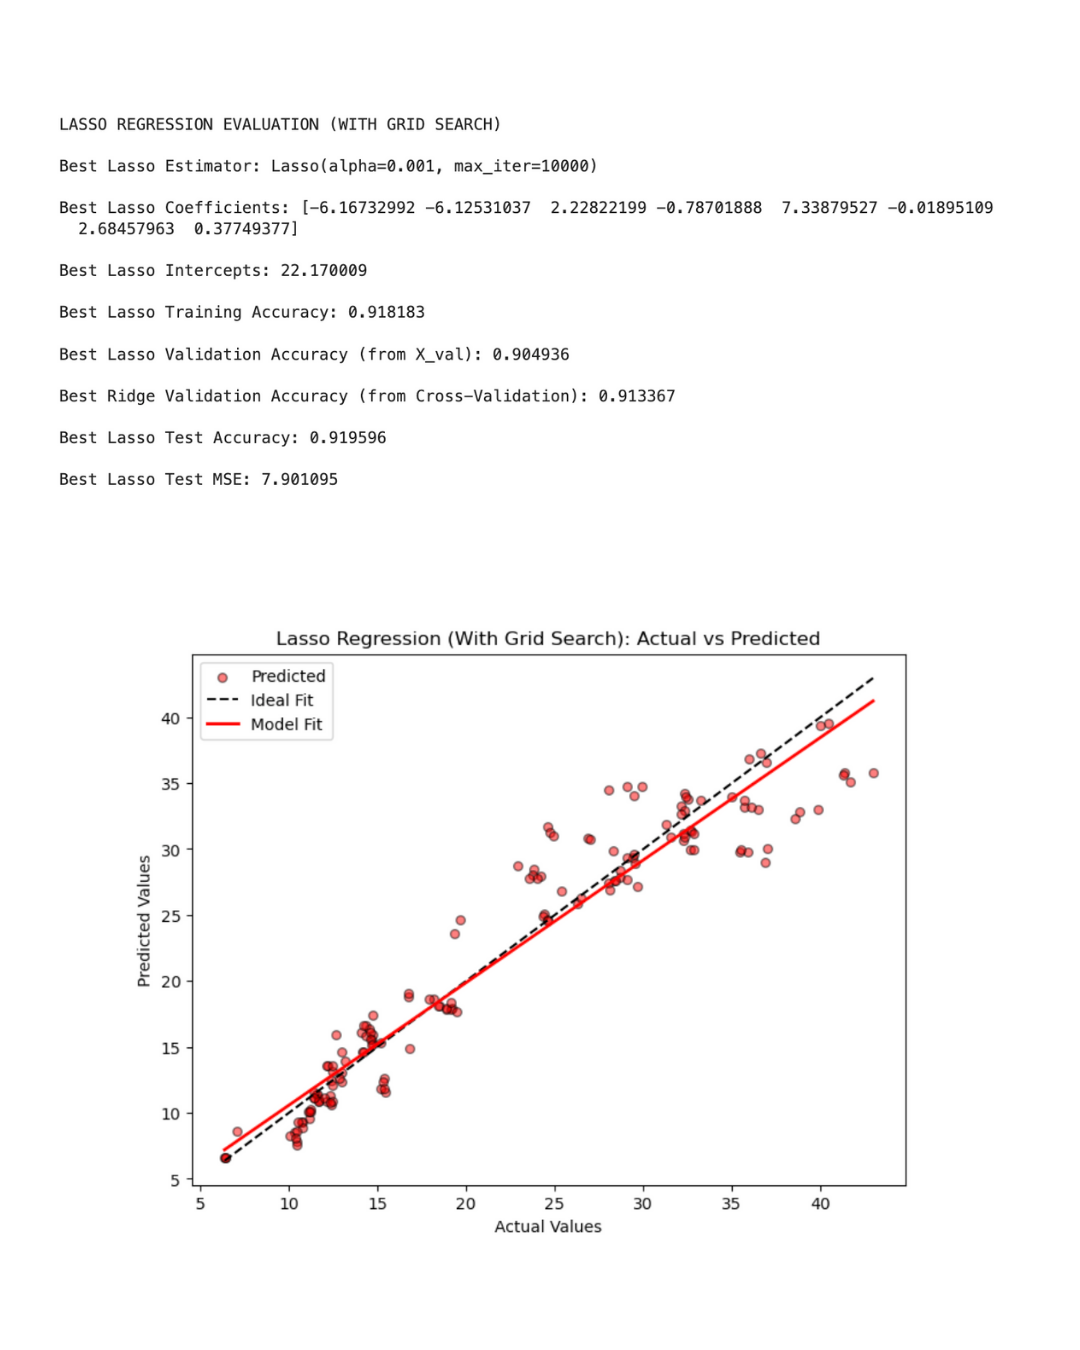 LASSO REGRESSION EVALUATION (WITH GRID SEARCH)
Best Lasso Estimator: Lasso(alpha=0.001, max_iter=10000)
Best Lasso Coefficients: [-6.16732992 -6.12531037  2.22822199 -0.78701888  7.33879527 -0.01895109
  2.68457963  0.37749377]
Best Lasso Intercepts: 22.170009
Best Lasso Training Accuracy: 0.918183
Best Lasso Validation Accuracy (from X_val): 0.904936
Best Ridge Validation Accuracy (from Cross-Validation): 0.913367
Best Lasso Test Accuracy: 0.919596
Best Lasso Test MSE: 7.901095
Lasso Regression (With Grid Search): Actual vs Predicted
Predicted
Ideal Fit
Model Fit
Predicted Values
40
35
30
25
20
15
10
5
5 10 15 20 25 30 35 40
Actual Values